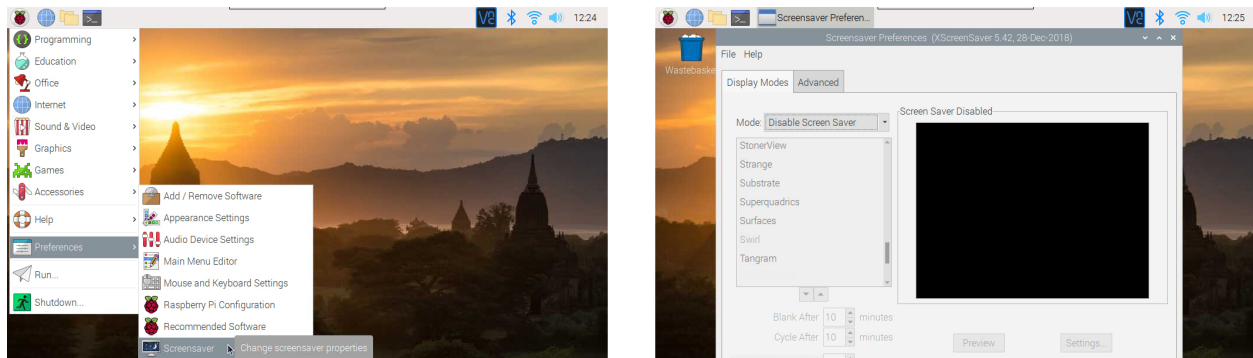 12:24
Programming
Education
Office
Internet
Sound & Video
Graphics
Games
Accessories
Help
Preferences
Run...
Shutdown...
Add / Remove Software
Appearance Settings
Audio Device Settings
Main Menu Editor
Mouse and Keyboard Settings
Raspberry Pi Configuration
Recommended Software
Screensaver
Change screensaver properties
Screensaver Preferen...
12:25
Wastebaske
Screensaver Preferences (XScreenSaver 5.42, 28-Dec-2018)
File Help
Display Modes Advanced
Mode: Disable Screen Saver
StonerView
Strange
Substrate
Superquadrics
Surfaces
Swirl
Tangram
Blank After 10 minutes
Cycle After 10 minutes
Screen Saver Disabled
Preview Settings...